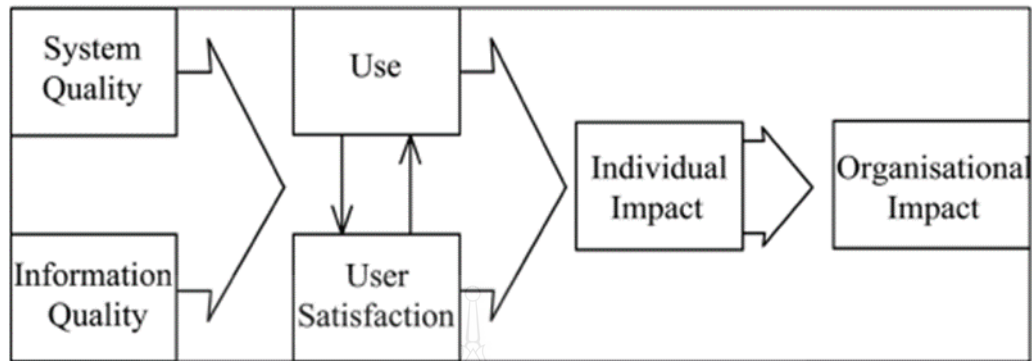 System
Quality
Use
Individual
Impact
Organisational
Impact
Information
Quality
User
Satisfaction